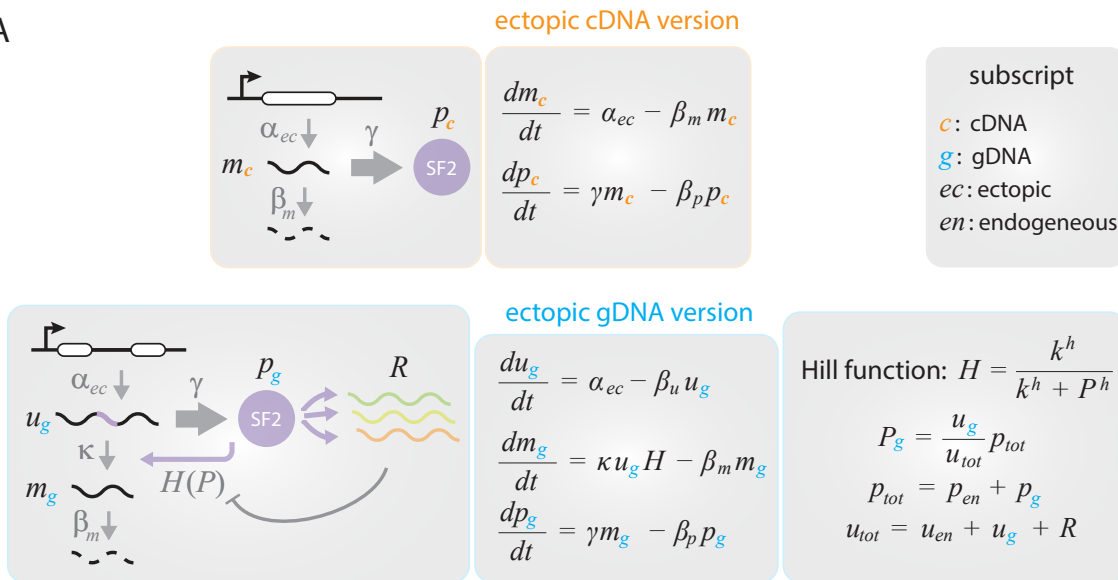 A
ectopic cDNA version
α_ec
m_c
γ
p_c
SF2
β_m
dm_c/dt = α_ec − β_m m_c
dp_c/dt = γm_c − β_p p_c
subscript
c: cDNA
g: gDNA
ec: ectopic
en: endogeneous
ectopic gDNA version
α_ec
u_g
γ
p_g
SF2
R
κ
H(P)
m_g
β_m
du_g/dt = α_ec − β_u u_g
dm_g/dt = κu_g H − β_m m_g
dp_g/dt = γm_g − β_p p_g
Hill function: H = k^h/(k^h + P^h)
P_g = u_g/u_tot p_tot
p_tot = p_en + p_g
u_tot = u_en + u_g + R